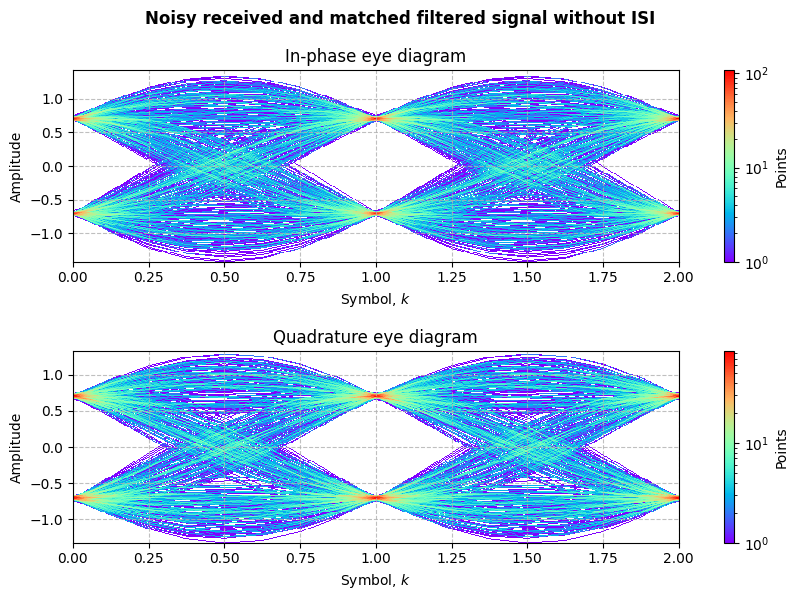 Noisy received and matched filtered signal without ISI
In-phase eye diagram
1.0
0.5
0.0
−0.5
−1.0
Amplitude
0.00 0.25 0.50 0.75 1.00 1.25 1.50 1.75 2.00
Symbol, k
10²
10¹
10⁰
Points
Quadrature eye diagram
1.0
0.5
0.0
−0.5
−1.0
Amplitude
0.00 0.25 0.50 0.75 1.00 1.25 1.50 1.75 2.00
Symbol, k
10¹
10⁰
Points